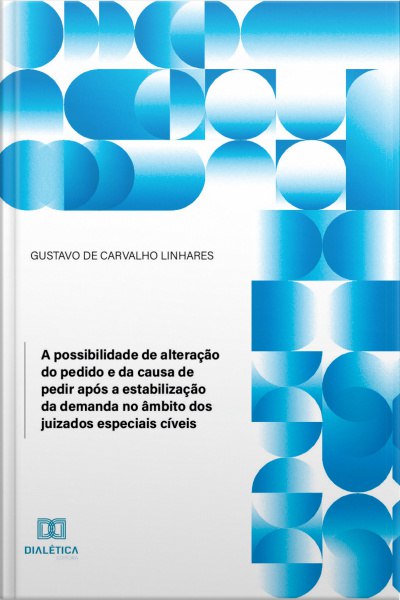 GUSTAVO DE CARVALHO LINHARES
A possibilidade de alteração
do pedido e da causa de
pedir após a estabilização
da demanda no âmbito dos
juizados especiais cíveis
DIALÉTICA
EDITORA